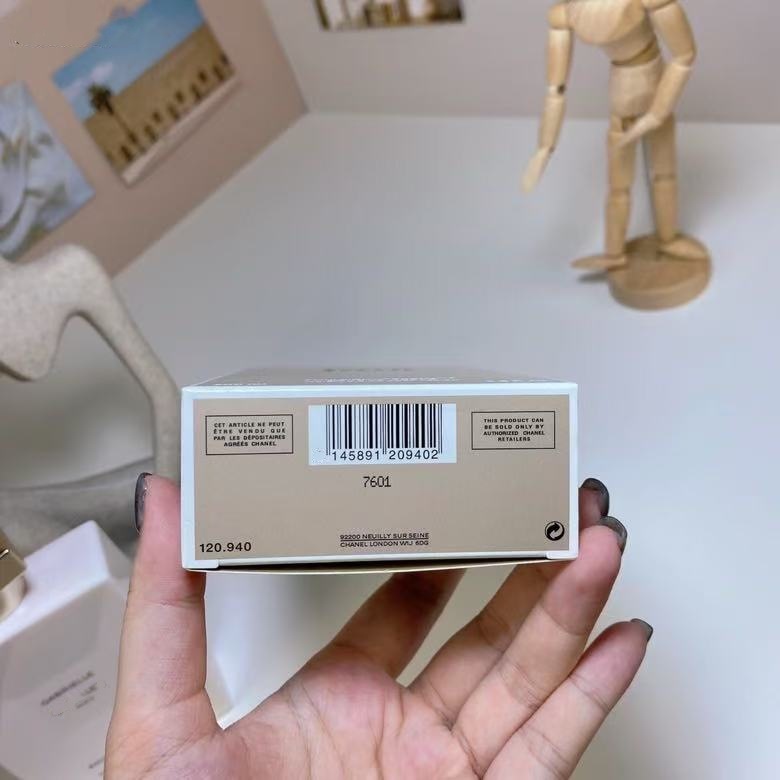 CET ARTICLE NE PEUT
ÊTRE VENDU QUE
PAR LES DÉPOSITAIRES
AGRÉÉS CHANEL
145891 209402
THIS PRODUCT CAN
BE SOLD ONLY BY
AUTHORIZED CHANEL
RETAILERS
7601
120.940
92200 NEUILLY SUR SEINE
CHANEL LONDON W1J 6DG
GABRIELLE